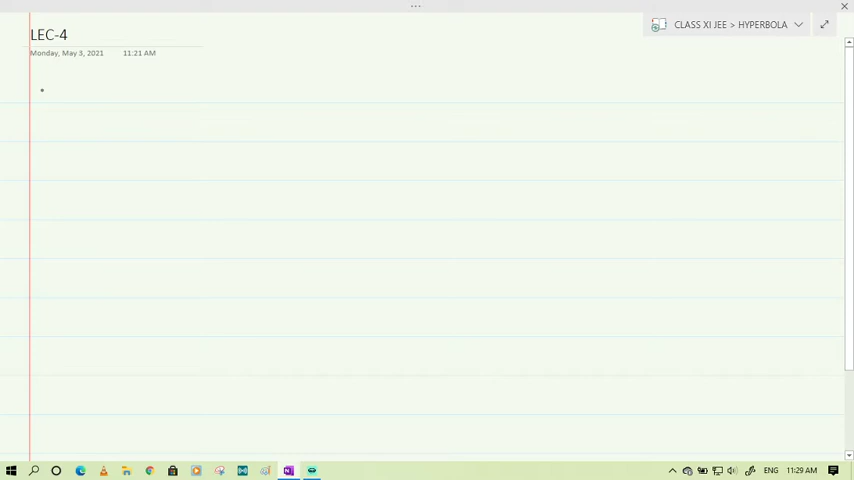 CLASS XI JEE > HYPERBOLA
LEC-4
Monday, May 3, 2021 11:21 AM
ENG 11:29 AM